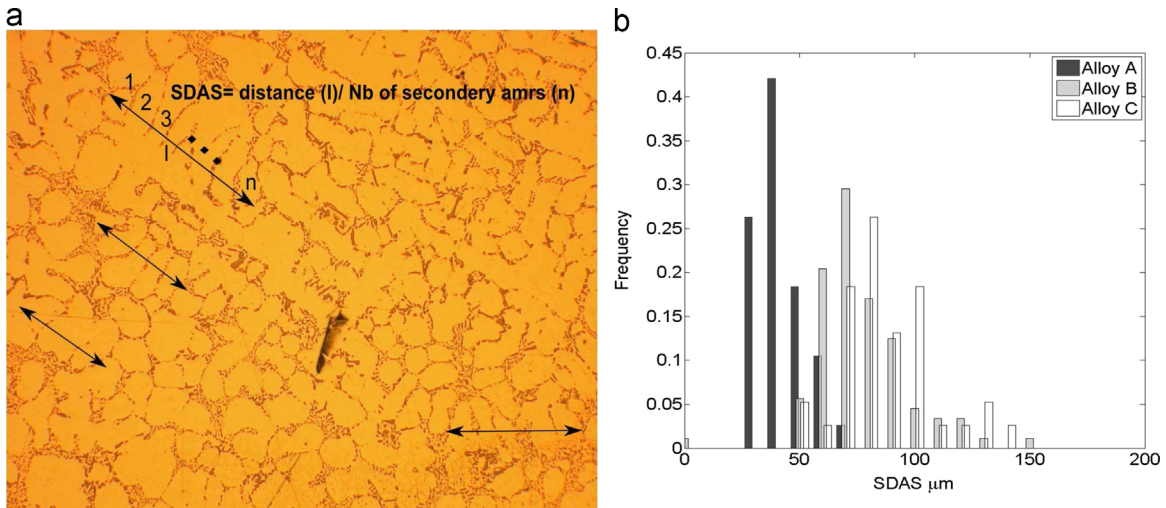 a
1
2
3
l
n
SDAS= distance (l)/ Nb of secondery amrs (n)
b
0.45
0.4
0.35
0.3
0.25
0.2
0.15
0.1
0.05
0
Frequency
Alloy A
Alloy B
Alloy C
0
50
100
150
200
SDAS μm